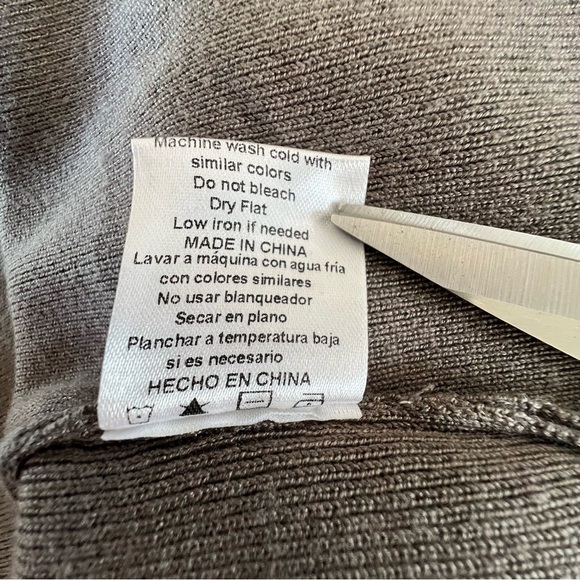 Machine wash cold with
similar colors
Do not bleach
Dry Flat
Low iron if needed
MADE IN CHINA
Lavar a máquina con agua fria
con colores similares
No usar blanqueador
Secar en plano
Planchar a temperatura baja
si es necesario
HECHO EN CHINA